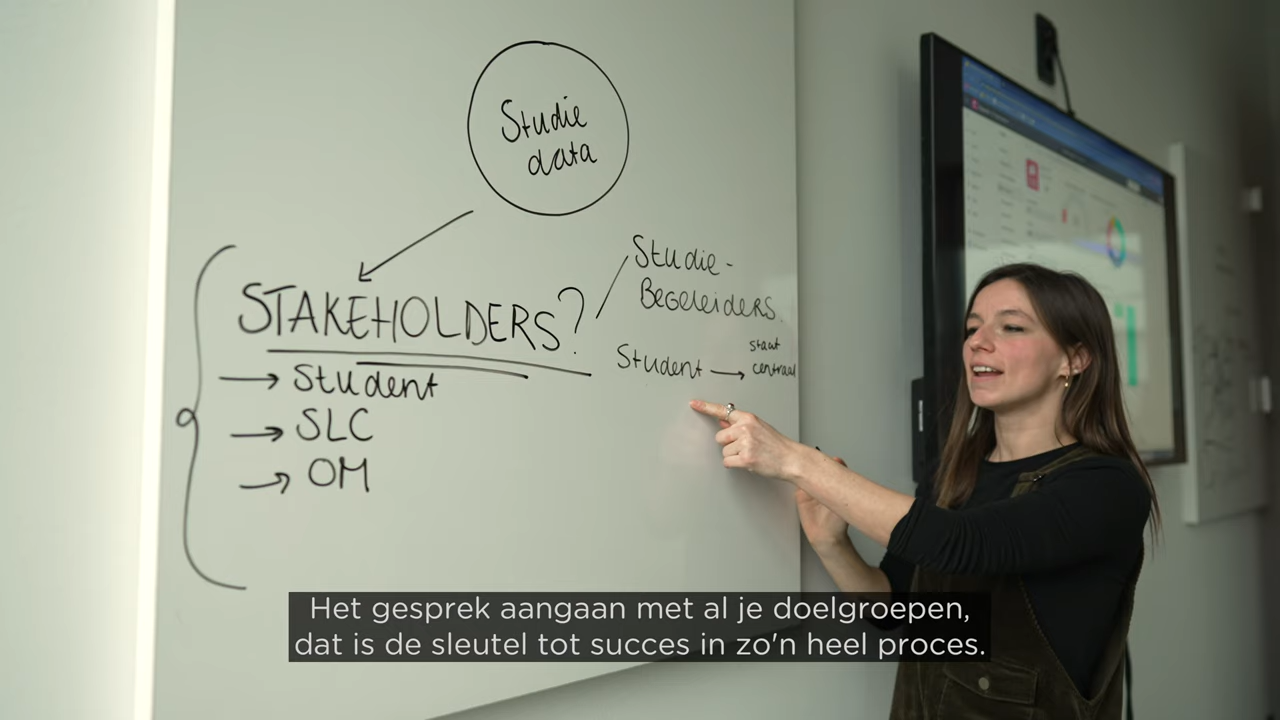 Studie
data
STAKEHOLDERS?
→ Student
→ SLC
→ OM
Studie-
BEGELEIDERS.
Student → staat
centraal
Het gesprek aangaan met al je doelgroepen,
dat is de sleutel tot succes in zo'n heel proces.